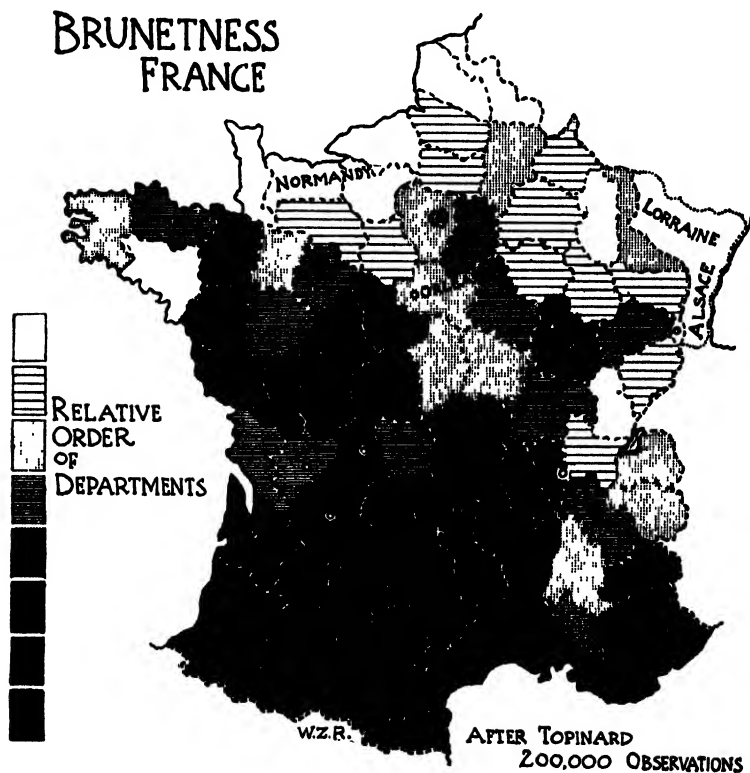 BRUNETNESS
FRANCE
NORMANDY
LORRAINE
ALSACE
RELATIVE
ORDER
OF
DEPARTMENTS
W.Z.R.
AFTER TOPINARD
200,000 OBSERVATIONS